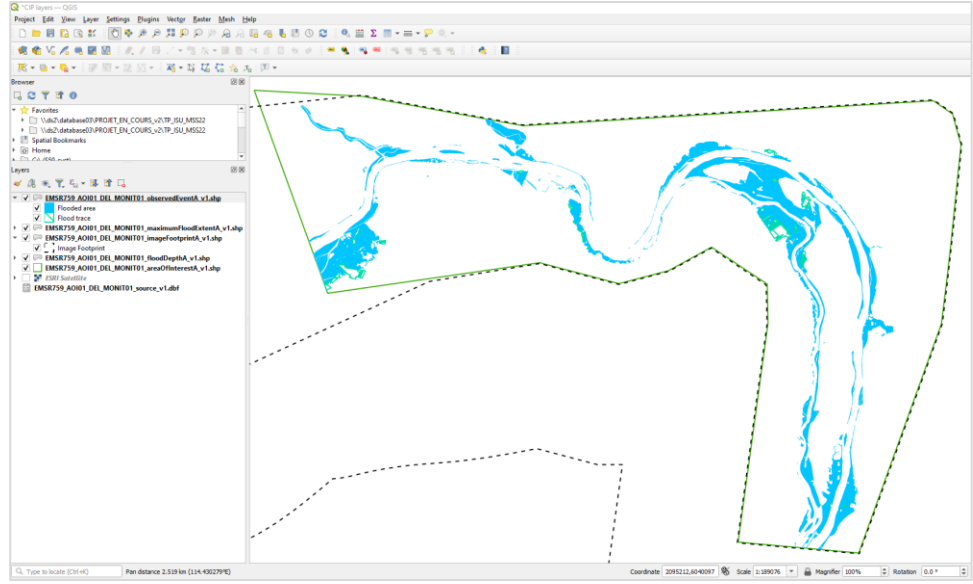 *CIP layers — QGIS
Project Edit View Layer Settings Plugins Vector Raster Mesh Help
Browser
Favorites
\\ds2\database03\PROJET_EN_COURS_v2\TP_ISU_MSS22
\\ds2\database03\PROJET_EN_COURS_v2\TP_ISU_MSS22
Spatial Bookmarks
Home
Layers
EMSR759_AOI01_DEL_MONIT01_observedEventA_v1.shp
Flooded area
Flood trace
EMSR759_AOI01_DEL_MONIT01_maximumFloodExtentA_v1.shp
EMSR759_AOI01_DEL_MONIT01_imageFootprintA_v1.shp
Image Footprint
EMSR759_AOI01_DEL_MONIT01_floodDepthA_v1.shp
EMSR759_AOI01_DEL_MONIT01_areaOfInterestA_v1.shp
ESRI Satellite
EMSR759_AOI01_DEL_MONIT01_source_v1.dbf
Type to locate (Ctrl+K) Pan distance 2.519 km (114.430279°E) Coordinate 2095212,6040097 Scale 1:189076 Magnifier 100% Rotation 0.0 °